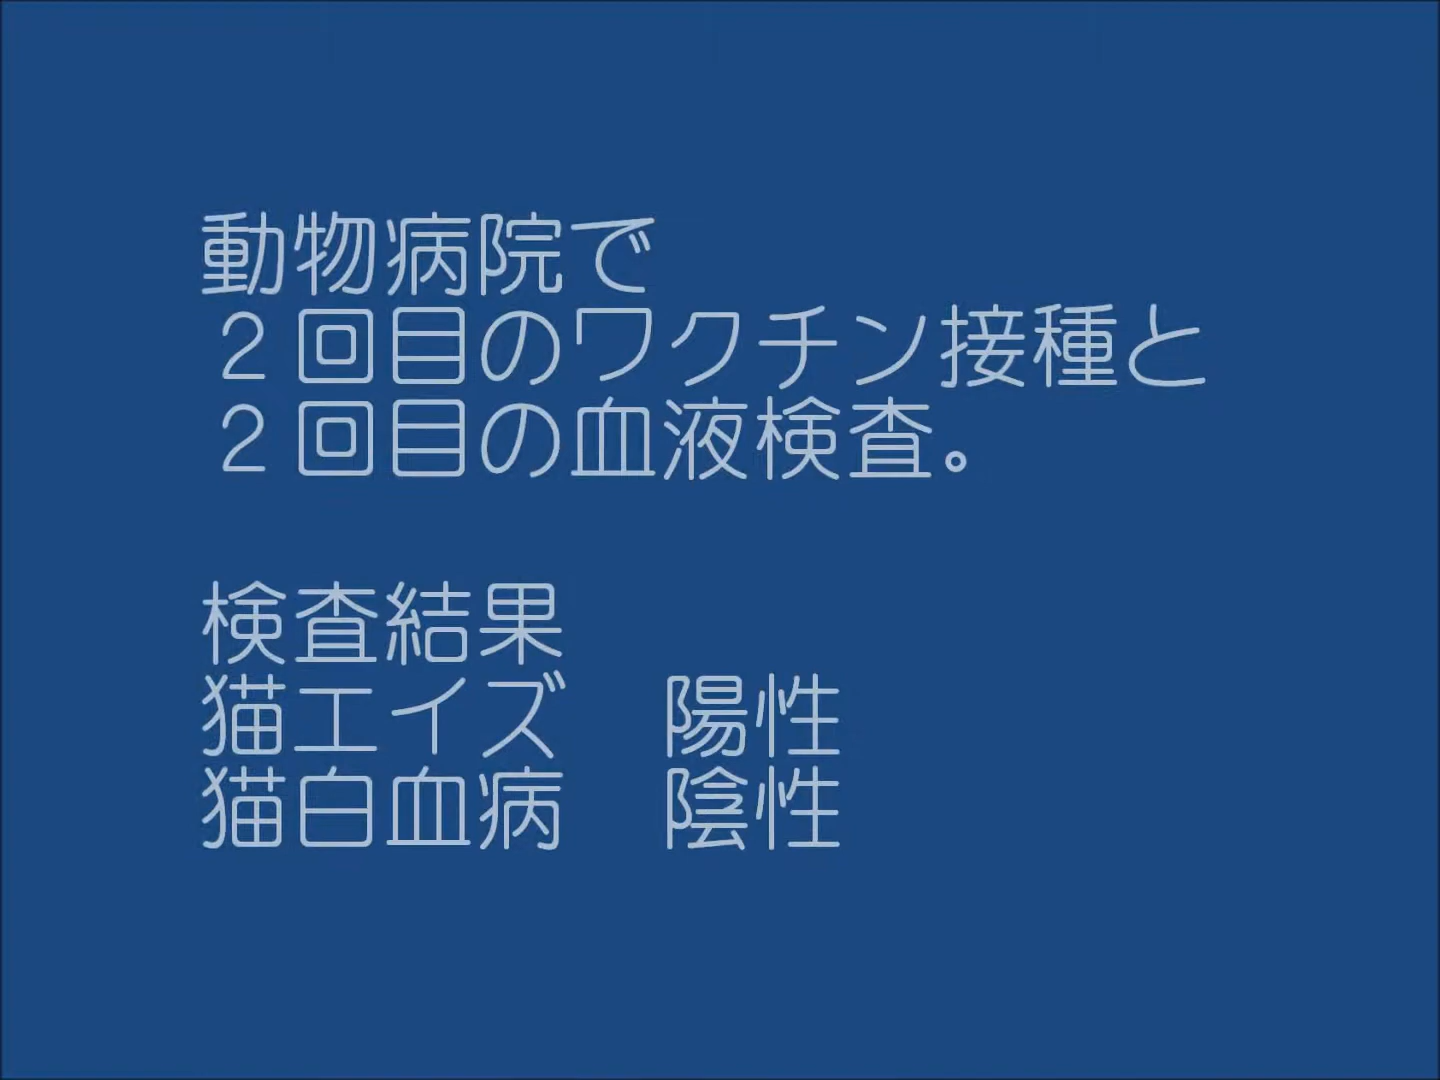 動物病院で
２回目のワクチン接種と
２回目の血液検査。
検査結果
猫エイズ　陽性
猫白血病　陰性